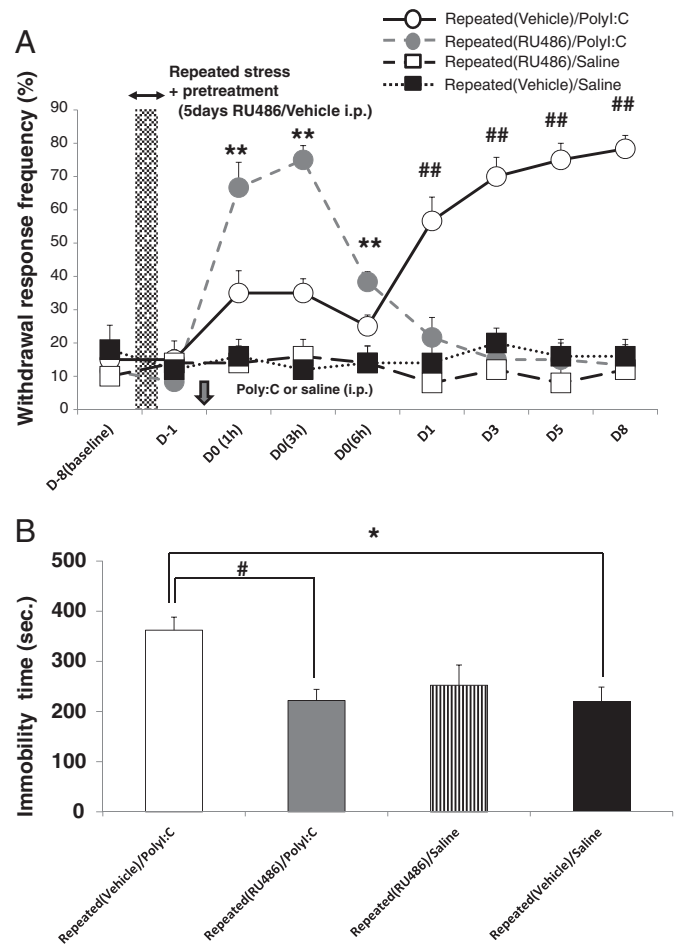 A
Repeated(Vehicle)/PolyI:C
Repeated(RU486)/PolyI:C
Repeated(RU486)/Saline
Repeated(Vehicle)/Saline
Repeated stress
+ pretreatment
(5days RU486/Vehicle i.p.)
Withdrawal response frequency (%)
90
80
70
60
50
40
30
20
10
0
**
**
**
##
##
##
##
Poly:C or saline (i.p.)
D-8(baseline)
D-1
D0 (1h)
D0(3h)
D0(6h)
D1
D3
D5
D8
B
Immobility time (sec.)
500
400
300
200
100
0
*
#
Repeated(Vehicle)/PolyI:C
Repeated(RU486)/PolyI:C
Repeated(RU486)/Saline
Repeated(Vehicle)/Saline